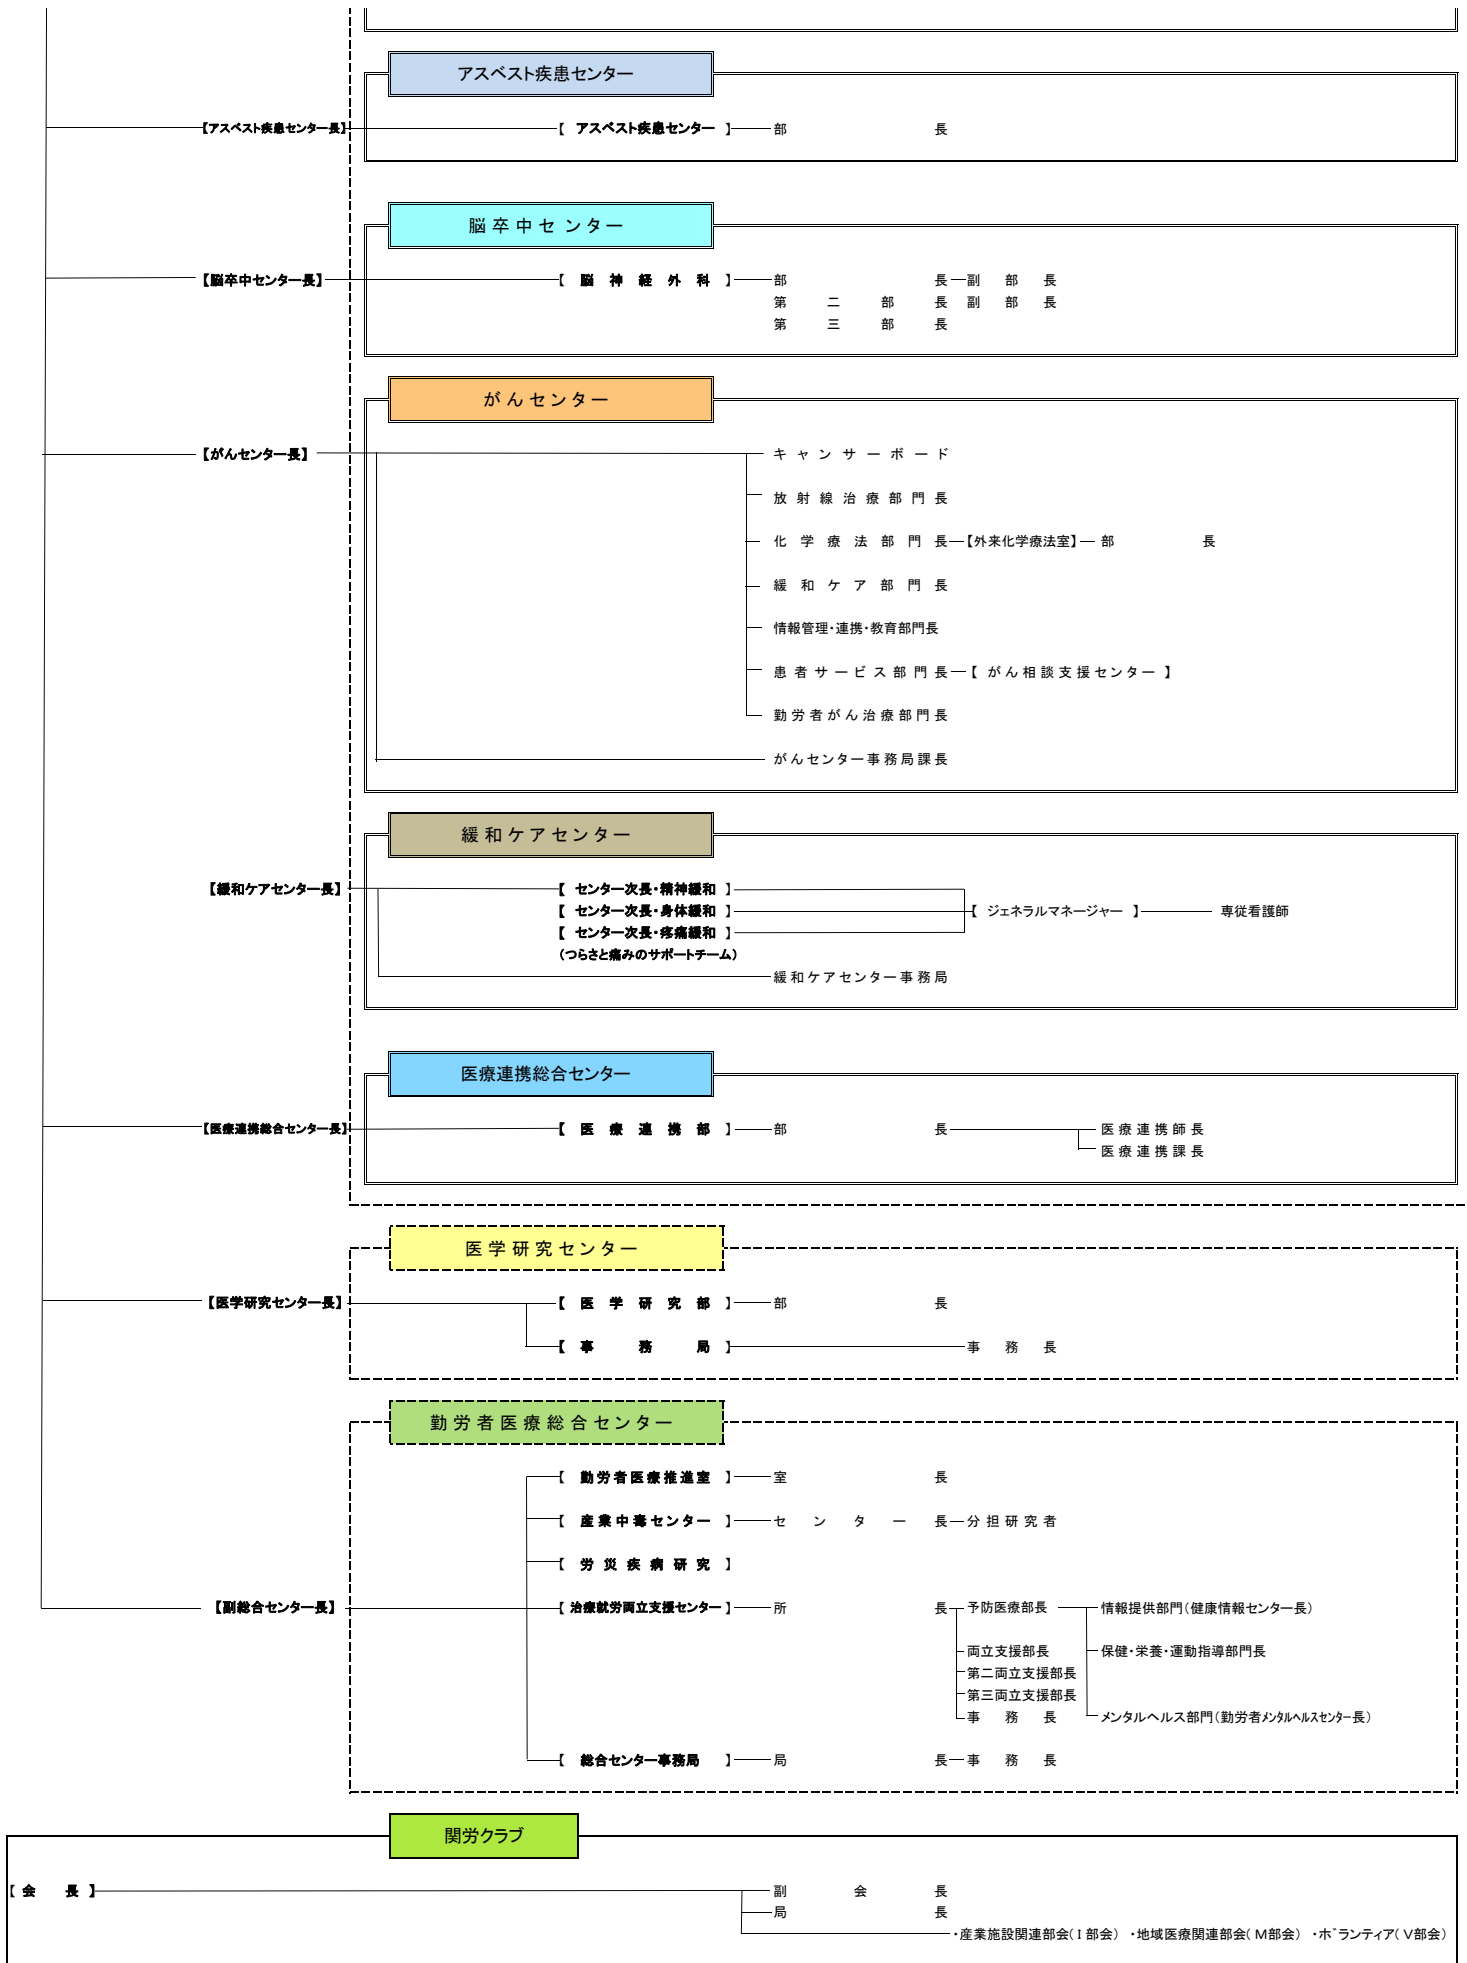 アスベスト疾患センター
【アスベスト疾患センター長】 【 アスベスト疾患センター 】 部長
脳卒中センター
【脳卒中センター長】 【 脳神経外科 】 部長 副部長
第二部長 副部長
第三部長
がんセンター
【がんセンター長】 キャンサーボード
放射線治療部門長
化学療法部門長 【外来化学療法室】 部長
緩和ケア部門長
情報管理・連携・教育部門長
患者サービス部門長 【 がん相談支援センター 】
勤労者がん治療部門長
がんセンター事務局課長
緩和ケアセンター
【緩和ケアセンター長】 【 センター次長・精神緩和 】
【 センター次長・身体緩和 】 【 ジェネラルマネージャー 】 専従看護師
【 センター次長・疼痛緩和 】
(つらさと痛みのサポートチーム)
緩和ケアセンター事務局
医療連携総合センター
【医療連携総合センター長】 【 医療連携部 】 部長 医療連携師長
医療連携課長
医学研究センター
【医学研究センター長】 【 医学研究部 】 部長
【 事務局 】 事務長
勤労者医療総合センター
【 勤労者医療推進室 】 室長
【 産業中毒センター 】 センター長 分担研究者
【 労災疾病研究 】
【副総合センター長】 【 治療就労両立支援センター 】 所長 予防医療部長 情報提供部門(健康情報センター長)
両立支援部長 保健・栄養・運動指導部門長
第二両立支援部長
第三両立支援部長
事務長 メンタルヘルス部門(勤労者メンタルヘルスセンター長)
【 総合センター事務局 】 局長 事務長
関労クラブ
【 会長 】 副会長
局長
・産業施設関連部会(I部会) ・地域医療関連部会(M部会) ・ボランティア(V部会)